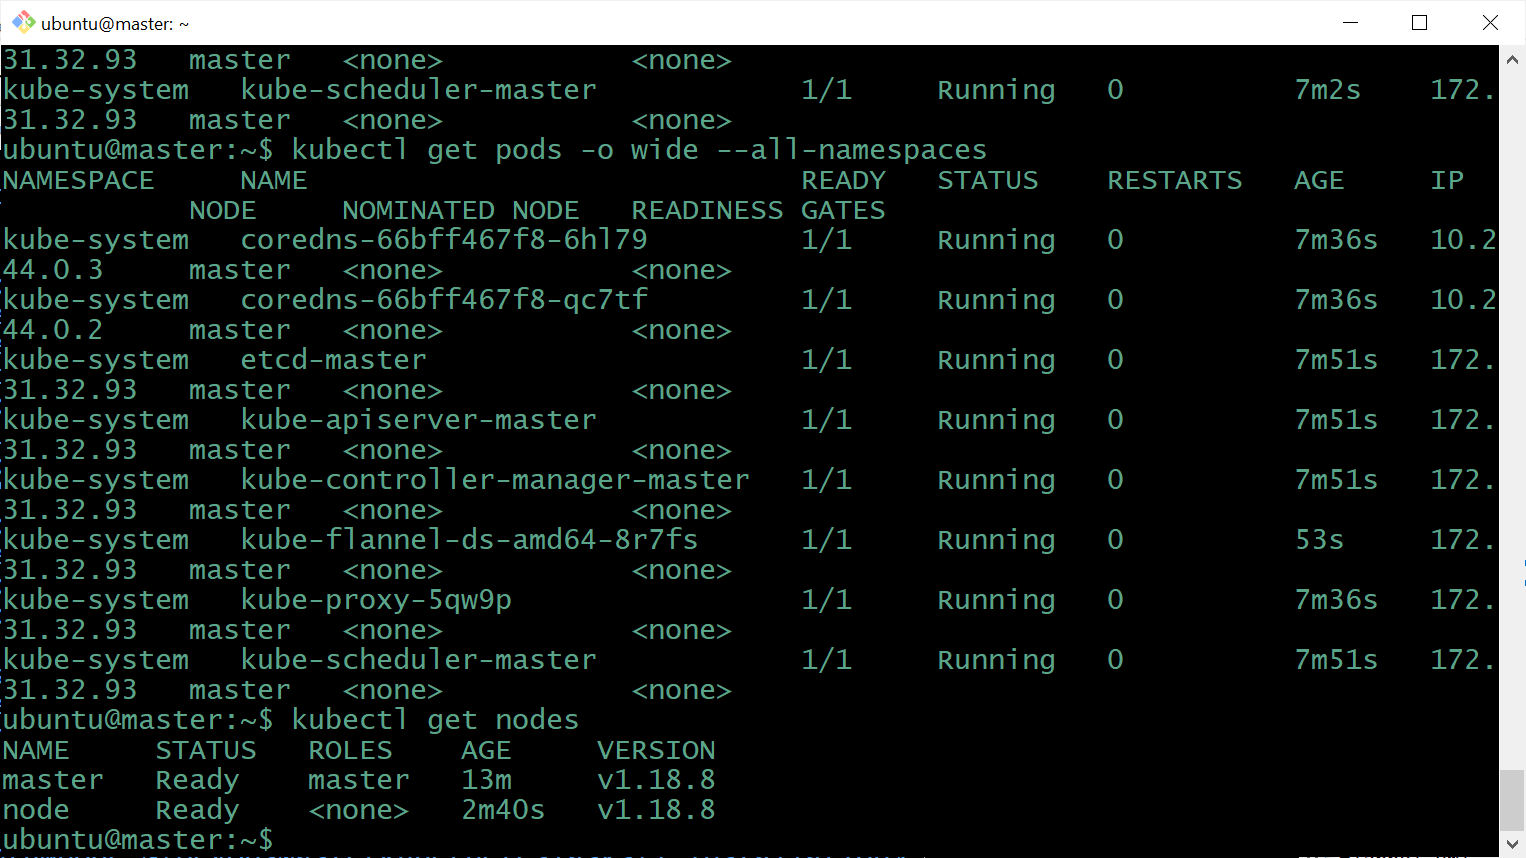 ubuntu@master: ~
31.32.93   master   <none>           <none>
kube-system   kube-scheduler-master            1/1     Running   0          7m2s    172.
31.32.93   master   <none>           <none>
ubuntu@master:~$ kubectl get pods -o wide --all-namespaces
NAMESPACE     NAME                             READY   STATUS    RESTARTS   AGE     IP
           NODE     NOMINATED NODE   READINESS GATES
kube-system   coredns-66bff467f8-6hl79         1/1     Running   0          7m36s   10.2
44.0.3     master   <none>           <none>
kube-system   coredns-66bff467f8-qc7tf         1/1     Running   0          7m36s   10.2
44.0.2     master   <none>           <none>
kube-system   etcd-master                      1/1     Running   0          7m51s   172.
31.32.93   master   <none>           <none>
kube-system   kube-apiserver-master            1/1     Running   0          7m51s   172.
31.32.93   master   <none>           <none>
kube-system   kube-controller-manager-master   1/1     Running   0          7m51s   172.
31.32.93   master   <none>           <none>
kube-system   kube-flannel-ds-amd64-8r7fs      1/1     Running   0          53s     172.
31.32.93   master   <none>           <none>
kube-system   kube-proxy-5qw9p                 1/1     Running   0          7m36s   172.
31.32.93   master   <none>           <none>
kube-system   kube-scheduler-master            1/1     Running   0          7m51s   172.
31.32.93   master   <none>           <none>
ubuntu@master:~$ kubectl get nodes
NAME     STATUS   ROLES    AGE     VERSION
master   Ready    master   13m     v1.18.8
node     Ready    <none>   2m40s   v1.18.8
ubuntu@master:~$